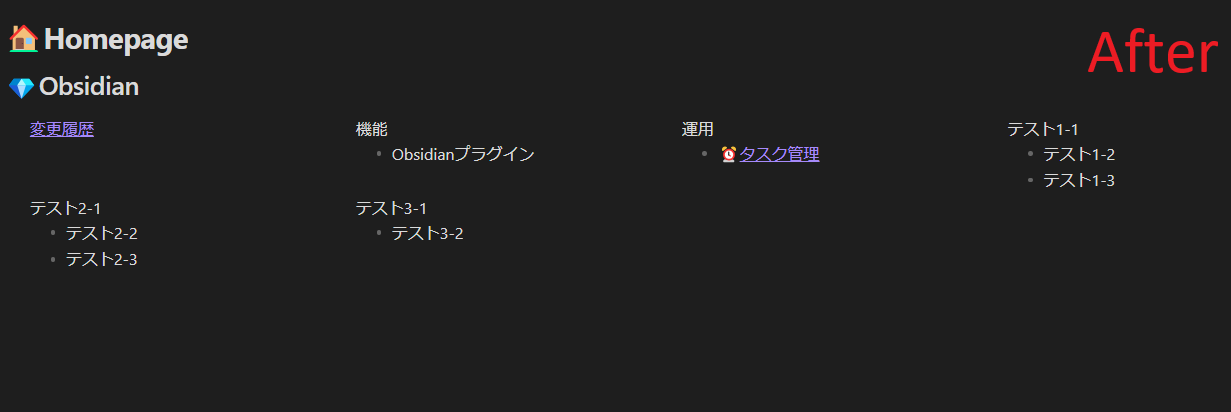 🏠Homepage
After
💎Obsidian
変更履歴
機能
Obsidianプラグイン
運用
⏰タスク管理
テスト1-1
テスト1-2
テスト1-3
テスト2-1
テスト2-2
テスト2-3
テスト3-1
テスト3-2